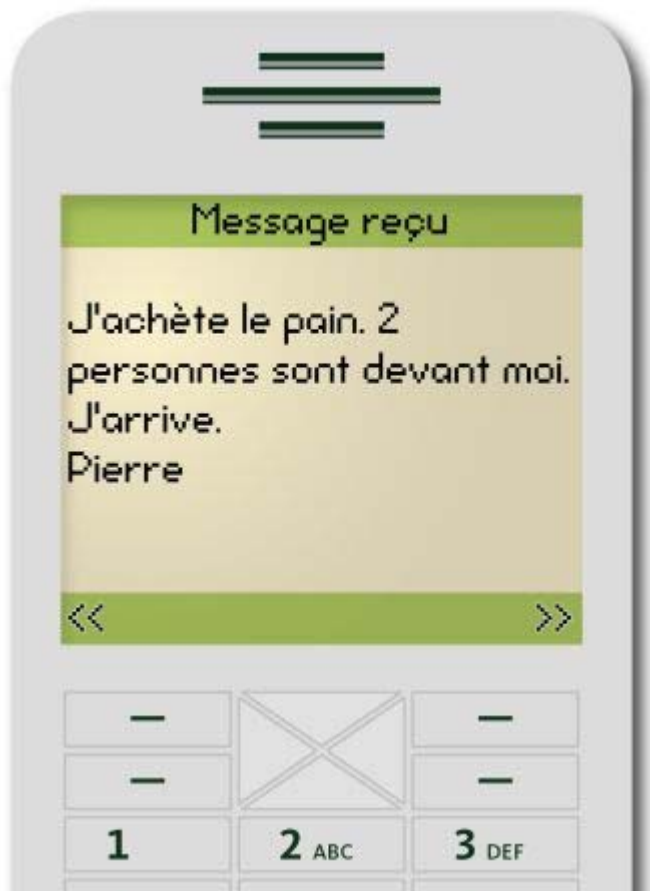 Message reçu
J'achète le pain. 2
personnes sont devant moi.
J'arrive.
Pierre
<< >>
1 2 ABC 3 DEF